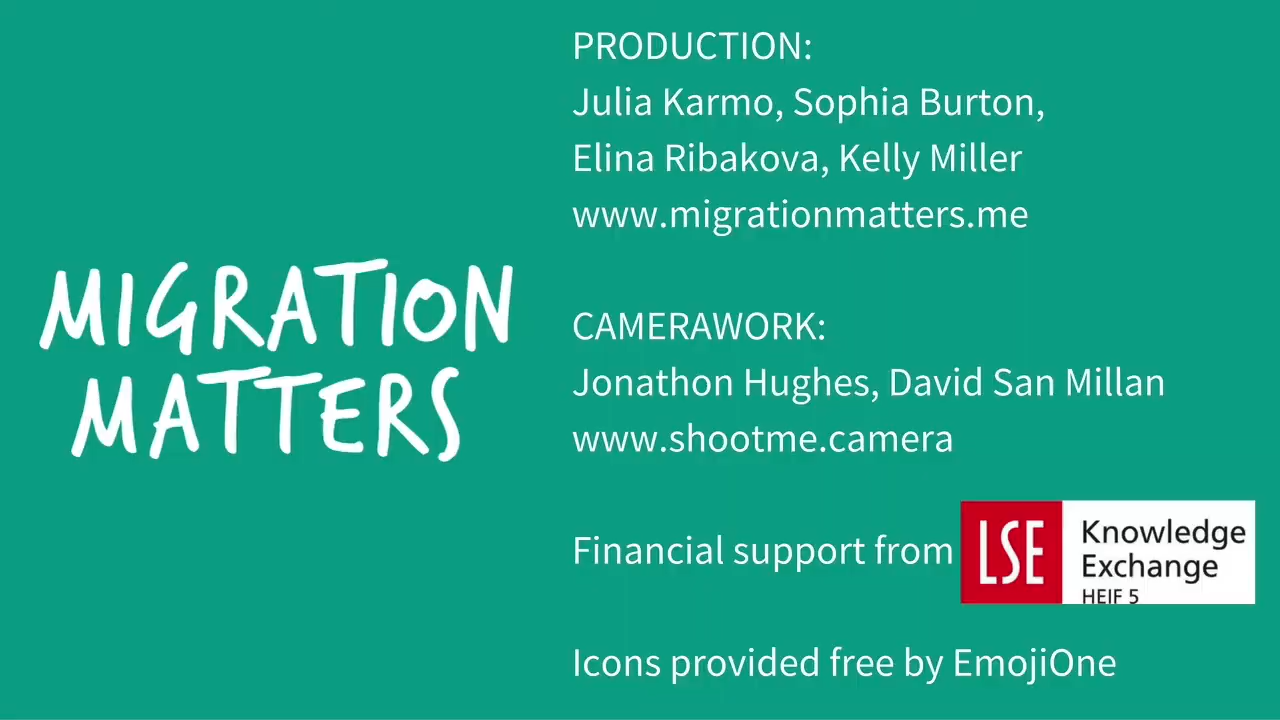 MIGRATION
MATTERS
PRODUCTION:
Julia Karmo, Sophia Burton,
Elina Ribakova, Kelly Miller
www.migrationmatters.me
CAMERAWORK:
Jonathon Hughes, David San Millan
www.shootme.camera
Financial support from
LSE
Knowledge
Exchange
HEIF 5
Icons provided free by EmojiOne